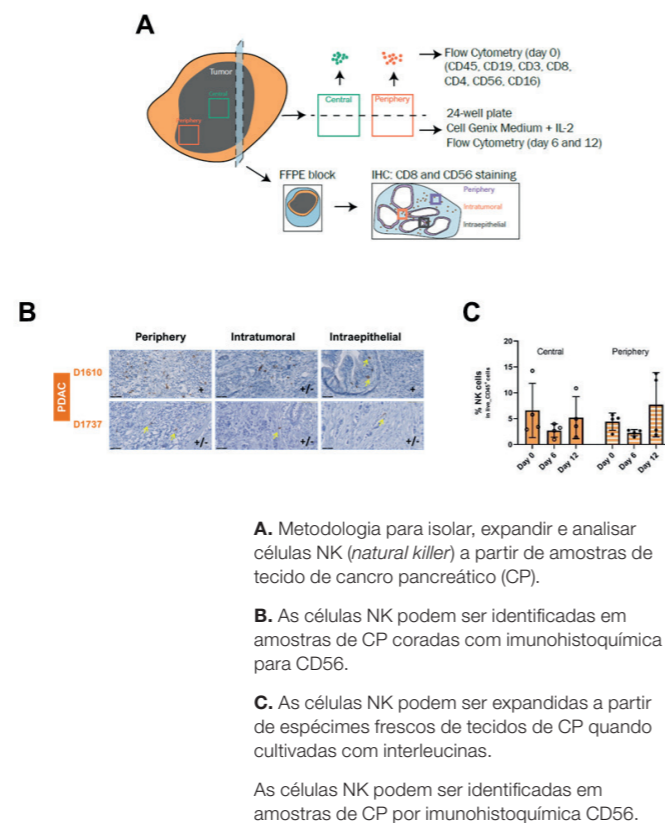 A
Tumor
Central
Periphery
Central
Periphery
Flow Cytometry (day 0)
(CD45, CD19, CD3, CD8,
CD4, CD56, CD16)
24-well plate
Cell Genix Medium + IL-2
Flow Cytometry (day 6 and 12)
FFPE block
IHC: CD8 and CD56 staining
Periphery
Intratumoral
Intraepithelial
B
Periphery
Intratumoral
Intraepithelial
PDAC
D1610
+
+/-
+
D1737
+/-
+/-
+/-
C
% NK cells
in live_CD45⁺ cells
20
15
10
5
0
Central
Periphery
Day 0
Day 6
Day 12
Day 0
Day 6
Day 12
A. Metodologia para isolar, expandir e analisar
células NK (natural killer) a partir de amostras de
tecido de cancro pancreático (CP).
B. As células NK podem ser identificadas em
amostras de CP coradas com imunohistoquímica
para CD56.
C. As células NK podem ser expandidas a partir
de espécimes frescos de tecidos de CP quando
cultivadas com interleucinas.
As células NK podem ser identificadas em
amostras de CP por imunohistoquímica CD56.